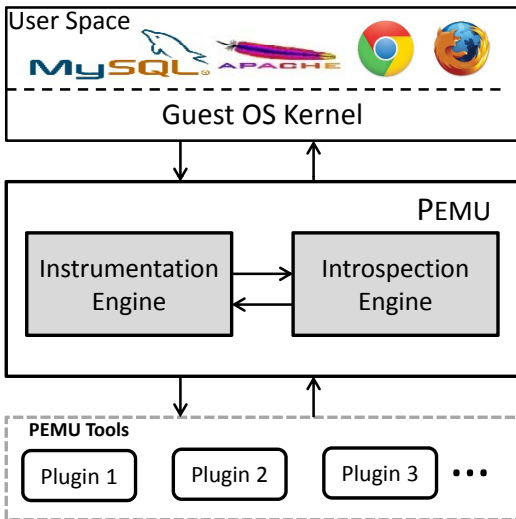 User Space
MySQL®
APACHE
Guest OS Kernel
PEMU
Instrumentation
Engine
Introspection
Engine
PEMU Tools
Plugin 1
Plugin 2
Plugin 3
•••